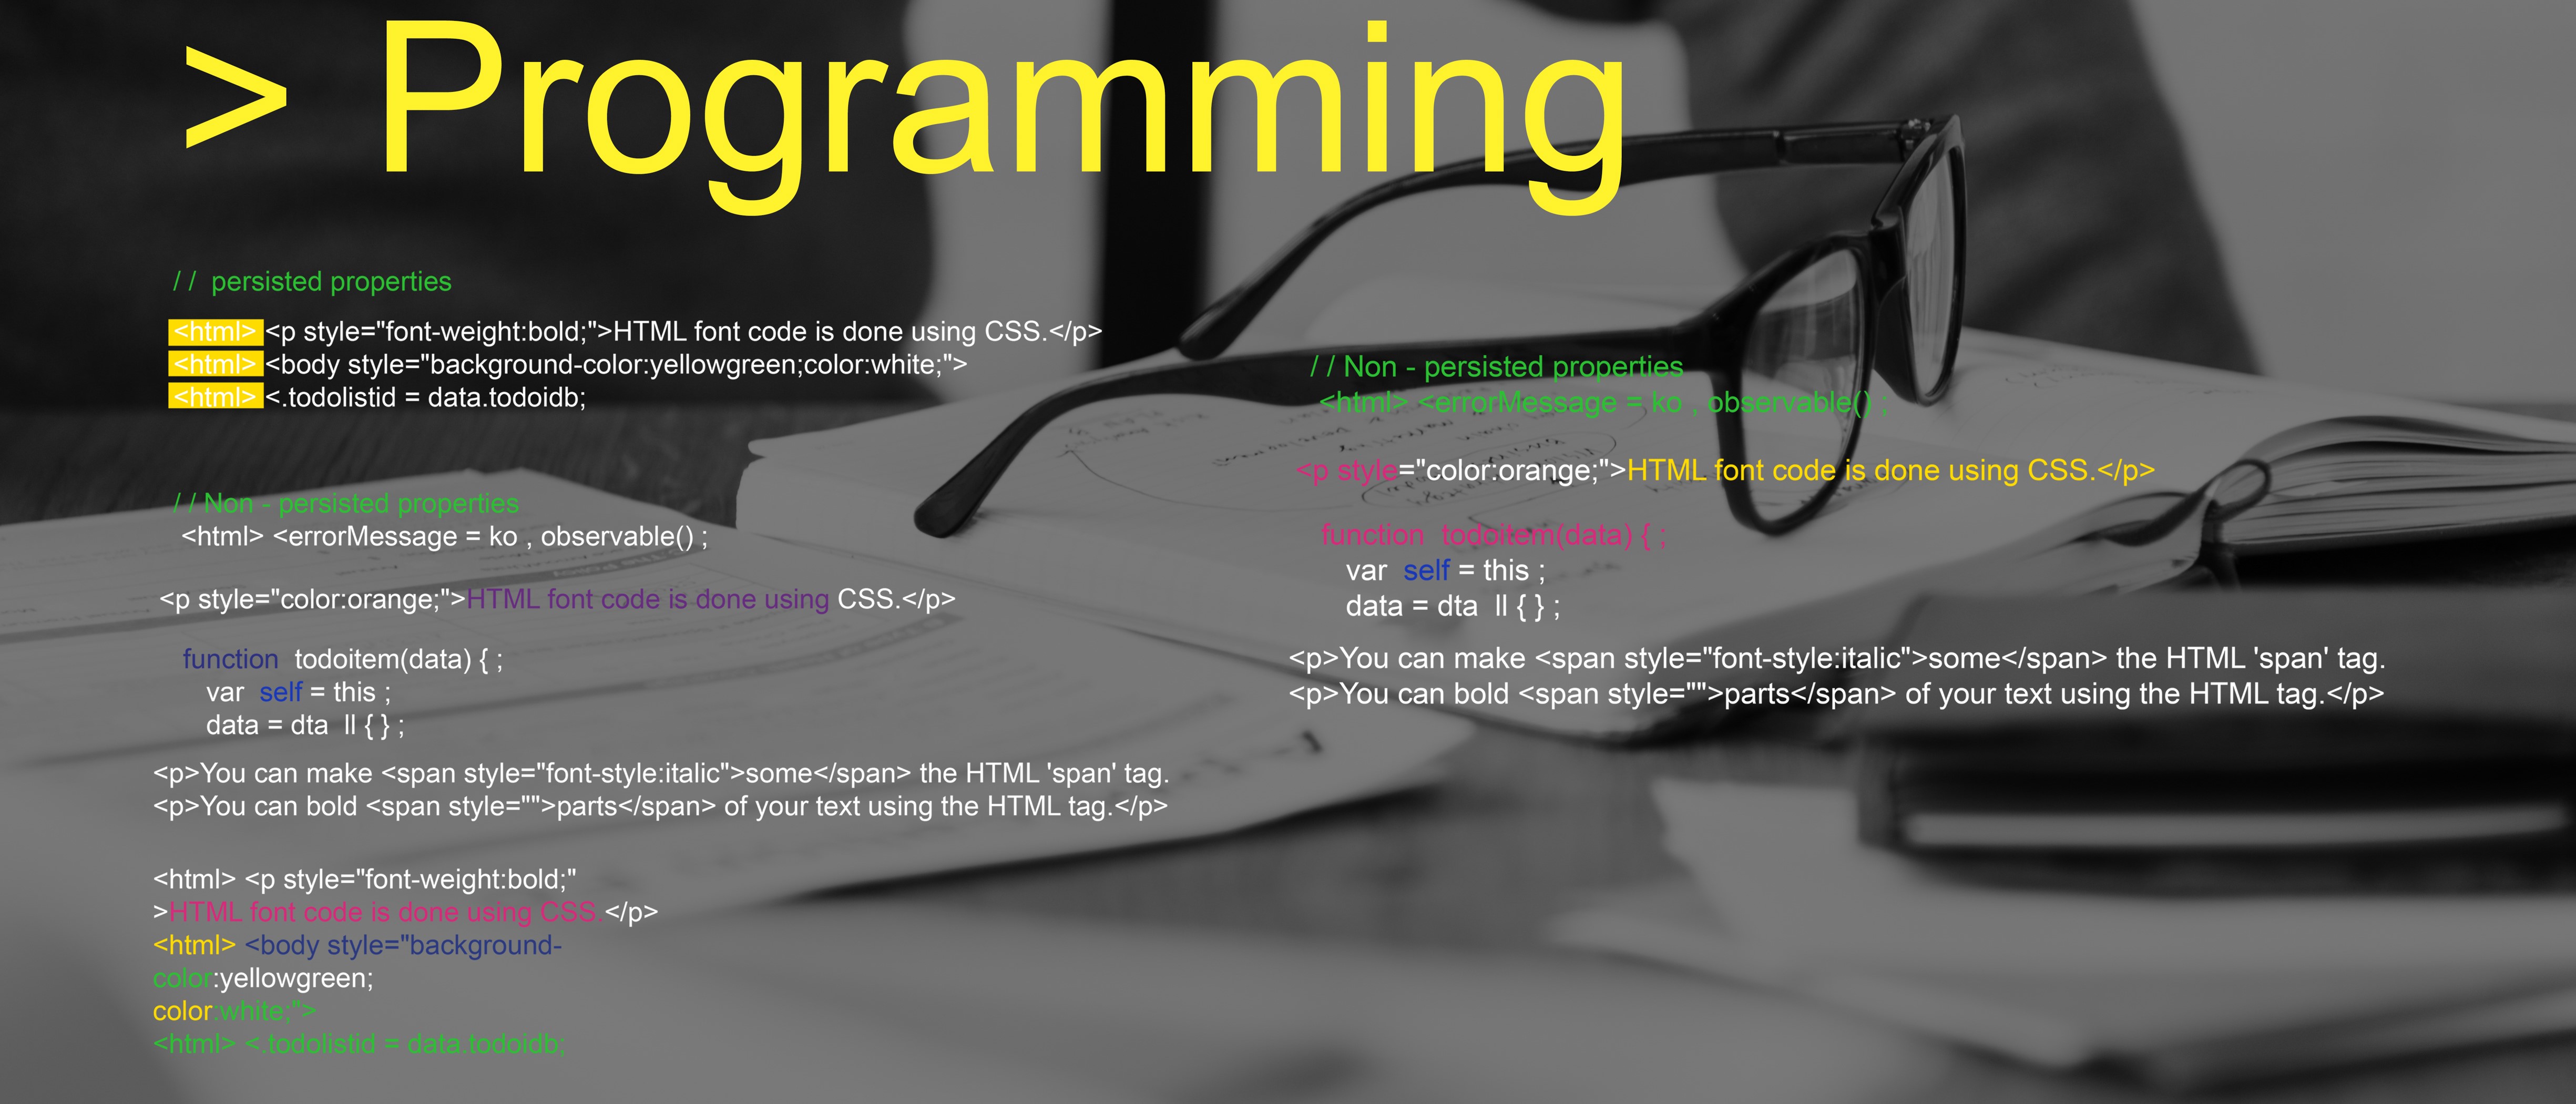 > Programming
/ / persisted properties
<html> <p style="font-weight:bold;">HTML font code is done using CSS.</p>
<html> <body style="background-color:yellowgreen;color:white;">
<html> <.todolistid = data.todoidb;
/ / Non - persisted properties
<html> <errorMessage = ko , observable() ;
<p style="color:orange;">HTML font code is done using CSS.</p>
function todoitem(data) { ;
var self = this ;
data = dta ll { } ;
<p>You can make <span style="font-style:italic">some</span> the HTML 'span' tag.
<p>You can bold <span style="">parts</span> of your text using the HTML tag.</p>
<html> <p style="font-weight:bold;"
>HTML font code is done using CSS.</p>
<html> <body style="background-
color:yellowgreen;
color:white;">
<html> <.todolistid = data.todoidb;
/ / Non - persisted properties
<html> <errorMessage = ko , observable() ;
<p style="color:orange;">HTML font code is done using CSS.</p>
function todoitem(data) { ;
var self = this ;
data = dta ll { } ;
<p>You can make <span style="font-style:italic">some</span> the HTML 'span' tag.
<p>You can bold <span style="">parts</span> of your text using the HTML tag.</p>